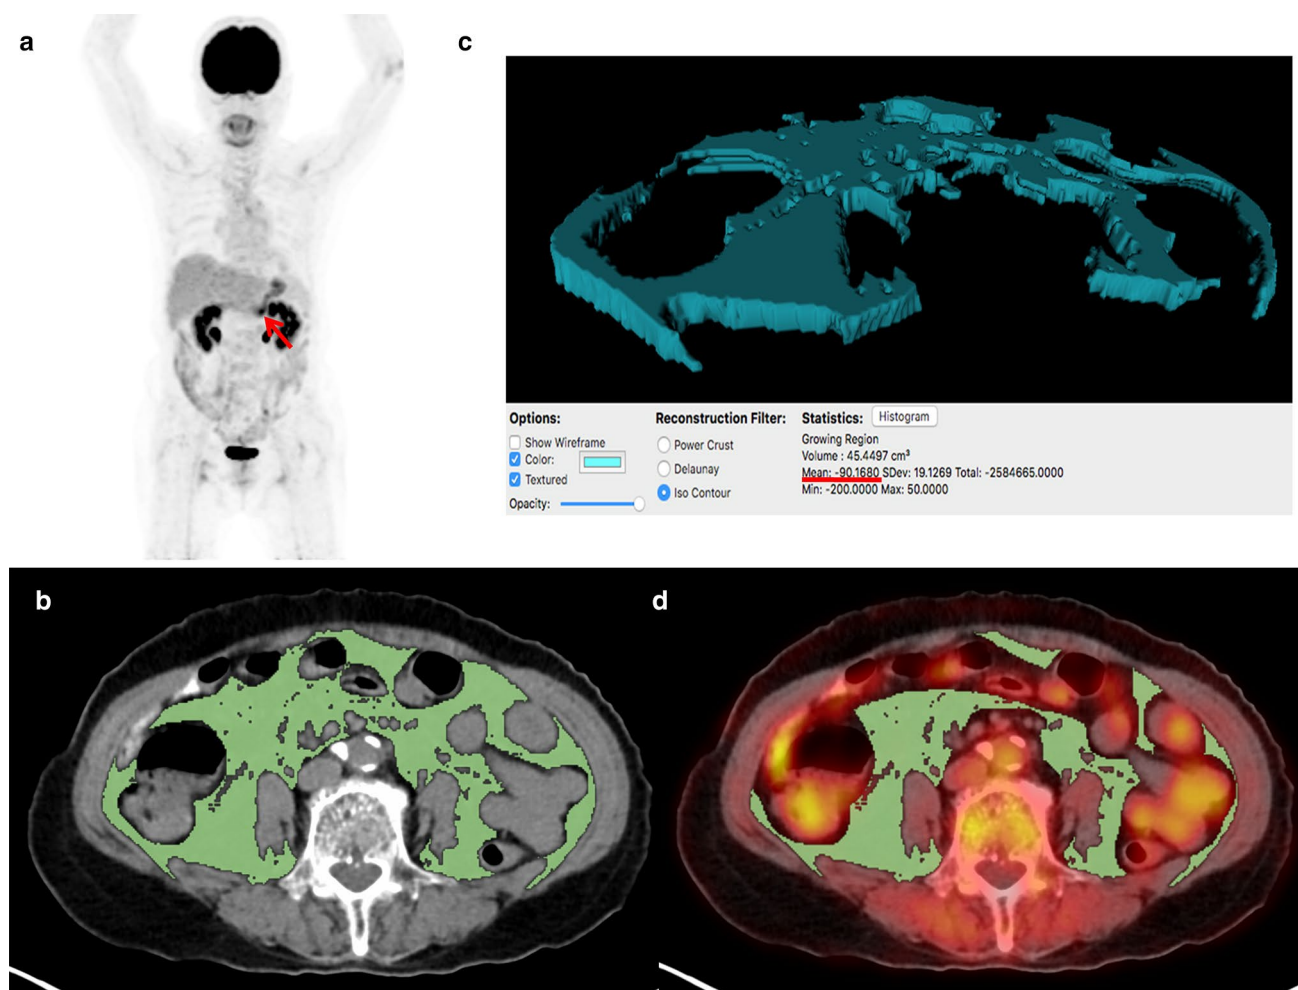 a
c
Options:
Show Wireframe
Color:
Textured
Opacity:
Reconstruction Filter:
Power Crust
Delaunay
Iso Contour
Statistics:
Histogram
Growing Region
Volume : 45.4497 cm³
Mean: -90.1680 SDev: 19.1269 Total: -2584665.0000
Min: -200.0000 Max: 50.0000
b
d